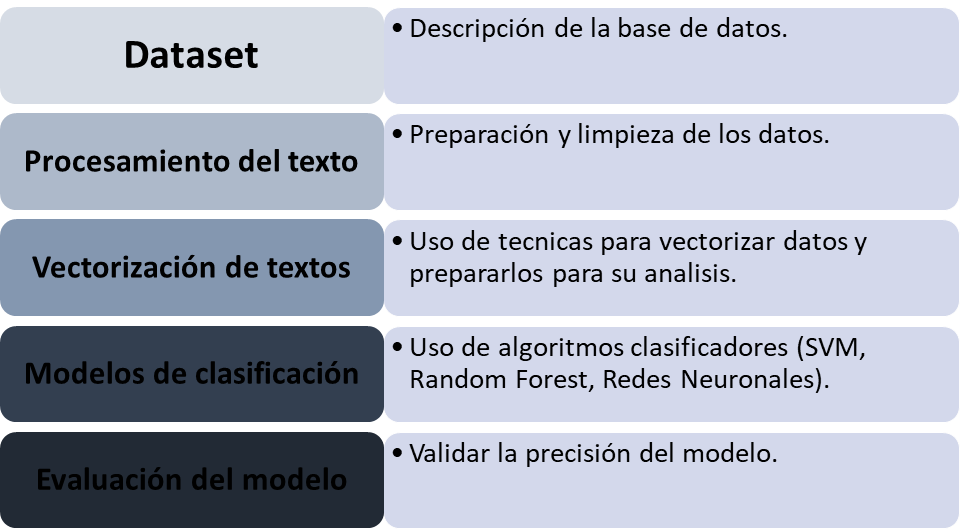 Dataset
• Descripción de la base de datos.
Procesamiento del texto
• Preparación y limpieza de los datos.
Vectorización de textos
• Uso de tecnicas para vectorizar datos y
prepararlos para su analisis.
Modelos de clasificación
• Uso de algoritmos clasificadores (SVM,
Random Forest, Redes Neuronales).
Evaluación del modelo
• Validar la precisión del modelo.